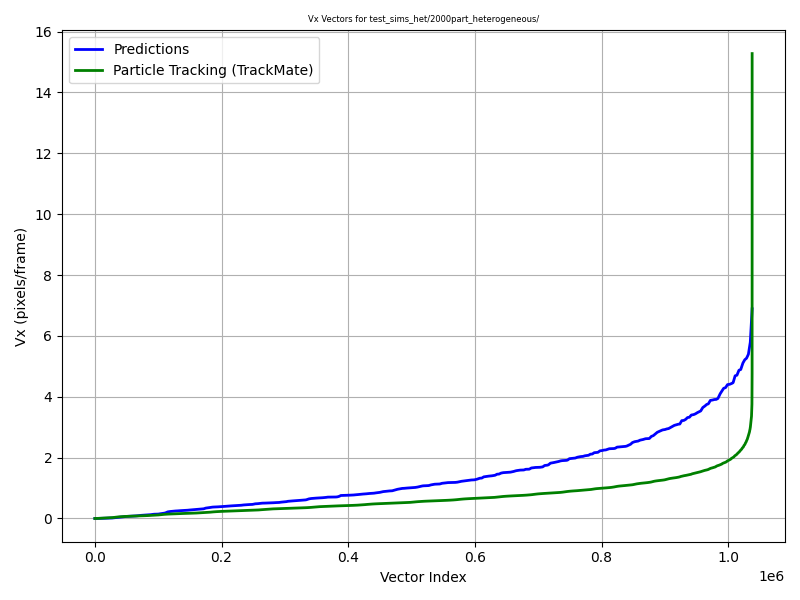 Vx Vectors for test_sims_het/2000part_heterogeneous/
Predictions
Particle Tracking (TrackMate)
Vx (pixels/frame)
16
14
12
10
8
6
4
2
0
0.0 0.2 0.4 0.6 0.8 1.0
1e6
Vector Index